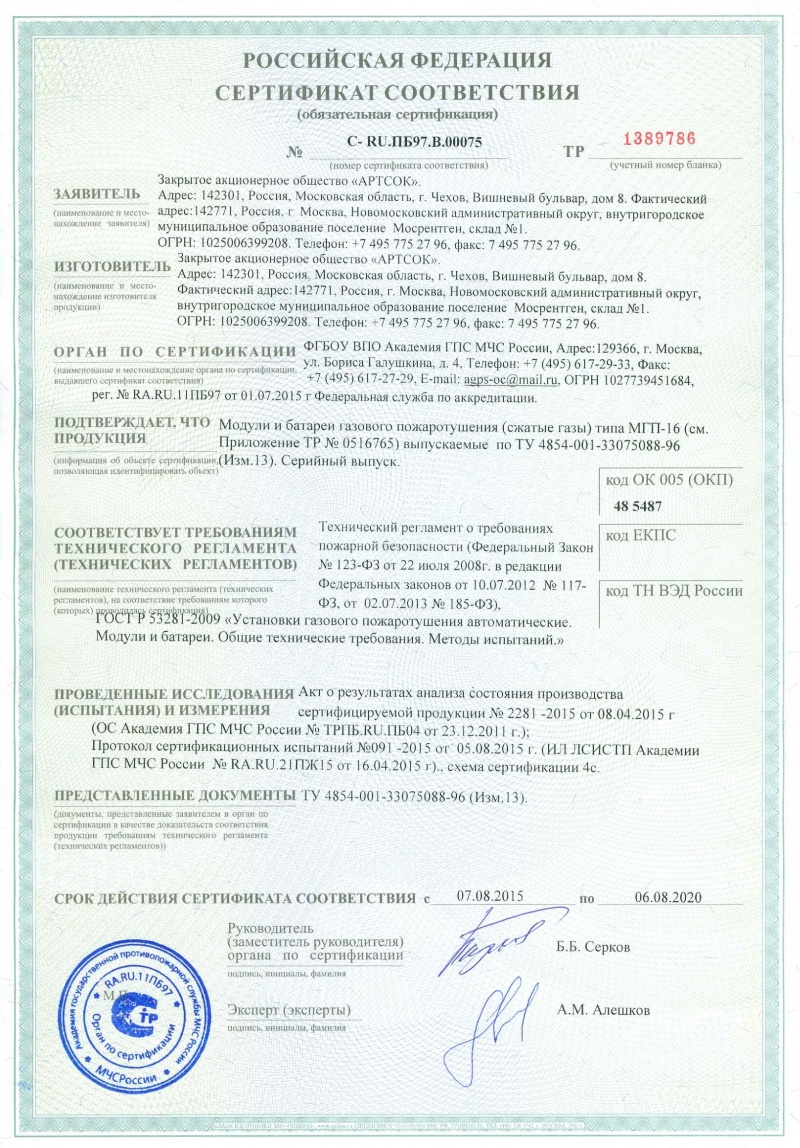 РОССИЙСКАЯ ФЕДЕРАЦИЯ
СЕРТИФИКАТ СООТВЕТСТВИЯ
(обязательная сертификация)
№ С- RU.ПБ97.В.00075 ТР 1389786
(номер сертификата соответствия) (учетный номер бланка)
Закрытое акционерное общество «АРТСОК».
ЗАЯВИТЕЛЬ Адрес: 142301, Россия, Московская область, г. Чехов, Вишневый бульвар, дом 8. Фактический
(наименование и место- адрес:142771, Россия, г Москва, Новомосковский административный округ, внутригородское
нахождение заявителя) муниципальное образование поселение Мосрентген, склад №1.
ОГРН: 1025006399208. Телефон: +7 495 775 27 96, факс: 7 495 775 27 96.
ИЗГОТОВИТЕЛЬ Закрытое акционерное общество «АРТСОК».
Адрес: 142301, Россия, Московская область, г. Чехов, Вишневый бульвар, дом 8.
(наименование и место- Фактический адрес:142771, Россия, г. Москва, Новомосковский административный округ,
нахождение изготовителя внутригородское муниципальное образование поселение Мосрентген, склад №1.
продукции) ОГРН: 1025006399208. Телефон: +7 495 775 27 96, факс: 7 495 775 27 96.
ОРГАН ПО СЕРТИФИКАЦИИ ФГБОУ ВПО Академия ГПС МЧС России, Адрес:129366, г. Москва,
(наименование и местонахождение органа по сертификации, ул. Бориса Галушкина, д. 4, Телефон: +7 (495) 617-29-33, Факс:
выдавшего сертификат соответствия) +7 (495) 617-27-29, E-mail: agps-oc@mail.ru, ОГРН 1027739451684,
рег. № RA.RU.11ПБ97 от 01.07.2015 г Федеральная служба по аккредитации.
ПОДТВЕРЖДАЕТ, ЧТО Модули и батареи газового пожаротушения (сжатые газы) типа МГП-16 (см.
ПРОДУКЦИЯ Приложение ТР № 0516765) выпускаемые по ТУ 4854-001-33075088-96
(информация об объекте сертификации, (Изм.13). Серийный выпуск.
позволяющая идентифицировать объект)
код ОК 005 (ОКП)
48 5487
СООТВЕТСТВУЕТ ТРЕБОВАНИЯМ Технический регламент о требованиях код ЕКПС
ТЕХНИЧЕСКОГО РЕГЛАМЕНТА пожарной безопасности (Федеральный Закон
(ТЕХНИЧЕСКИХ РЕГЛАМЕНТОВ) № 123-ФЗ от 22 июля 2008г. в редакции
(наименование технического регламента (технических Федеральных законов от 10.07.2012 № 117- код ТН ВЭД России
регламентов), на соответствие требованиям которого ФЗ, от 02.07.2013 № 185-ФЗ),
(которых) проводилась сертификация)
ГОСТ Р 53281-2009 «Установки газового пожаротушения автоматические.
Модули и батареи. Общие технические требования. Методы испытаний.»
ПРОВЕДЕННЫЕ ИССЛЕДОВАНИЯ Акт о результатах анализа состояния производства
(ИСПЫТАНИЯ) И ИЗМЕРЕНИЯ сертифицируемой продукции № 2281 -2015 от 08.04.2015 г
(ОС Академия ГПС МЧС России № ТРПБ.RU.ПБ04 от 23.12.2011 г.);
Протокол сертификационных испытаний №091 -2015 от 05.08.2015 г. (ИЛ ЛСИСТП Академии
ГПС МЧС России № RA.RU.21ПЖ15 от 16.04.2015 г)., схема сертификации 4с.
ПРЕДСТАВЛЕННЫЕ ДОКУМЕНТЫ ТУ 4854-001-33075088-96 (Изм.13).
(документы, представленные заявителем в орган по
сертификации в качестве доказательств соответствия
продукции требованиям технического регламента
(технических регламентов))
СРОК ДЕЙСТВИЯ СЕРТИФИКАТА СООТВЕТСТВИЯ с 07.08.2015 по 06.08.2020
Руководитель
(заместитель руководителя) Б.Б. Серков
органа по сертификации
подпись, инициалы, фамилия
Эксперт (эксперты) А.М. Алешков
подпись, инициалы, фамилия
Академия государственной противопожарной службы МЧС России
RA.RU.11ПБ97
ТР
Орган по сертификации
МЧС России